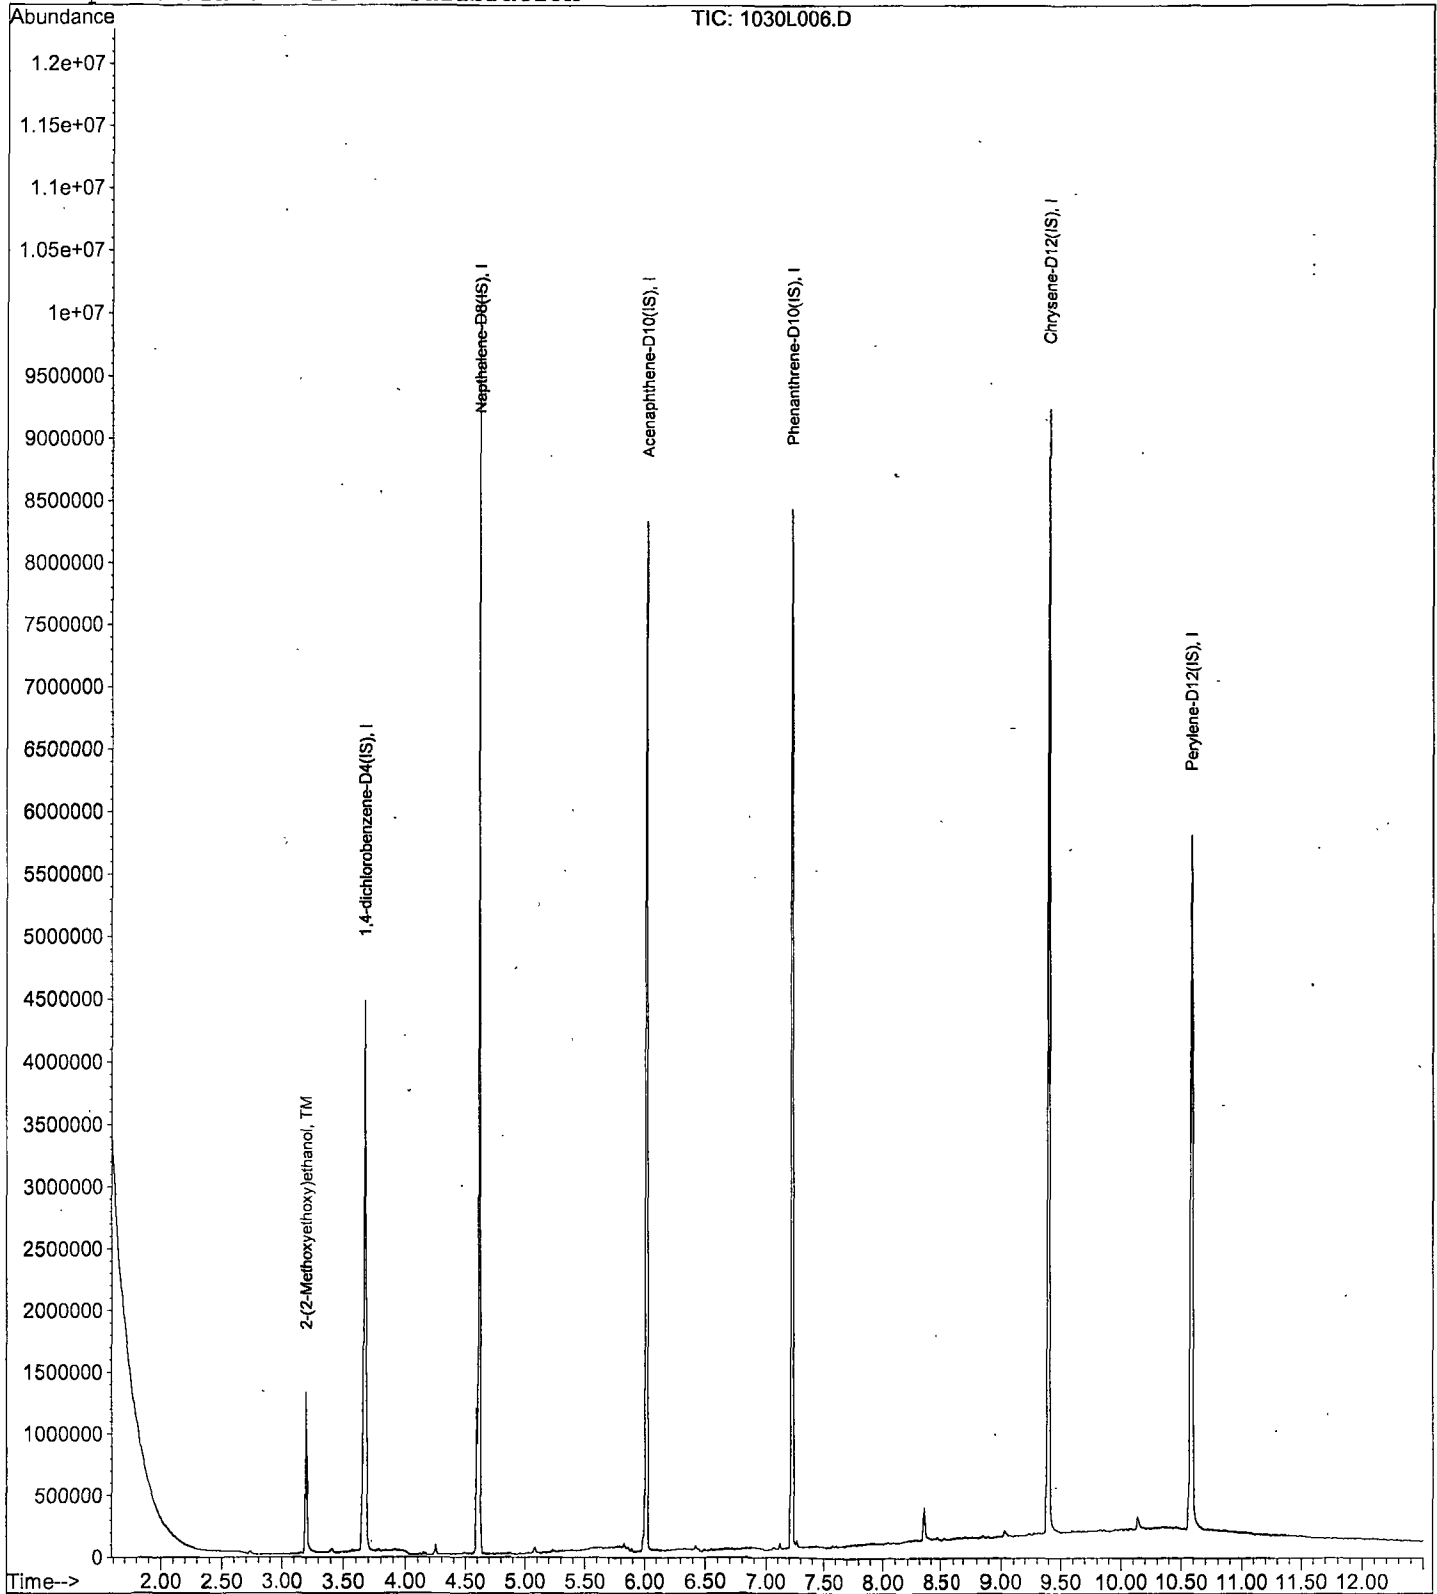 Abundance
TIC: 1030L006.D
1.2e+07
1.15e+07
1.1e+07
1.05e+07
1e+07
9500000
9000000
8500000
8000000
7500000
7000000
6500000
6000000
5500000
5000000
4500000
4000000
3500000
3000000
2500000
2000000
1500000
1000000
500000
0
2-(2-Methoxyethoxy)ethanol, TM
1,4-dichlorobenzene-D4(IS), I
Napthalene-D8(IS), I
Acenaphthene-D10(IS), I
Phenanthrene-D10(IS), I
Chrysene-D12(IS), I
Perylene-D12(IS), I
Time--> 2.00 2.50 3.00 3.50 4.00 4.50 5.00 5.50 6.00 6.50 7.00 7.50 8.00 8.50 9.00 9.50 10.00 10.50 11.00 11.50 12.00